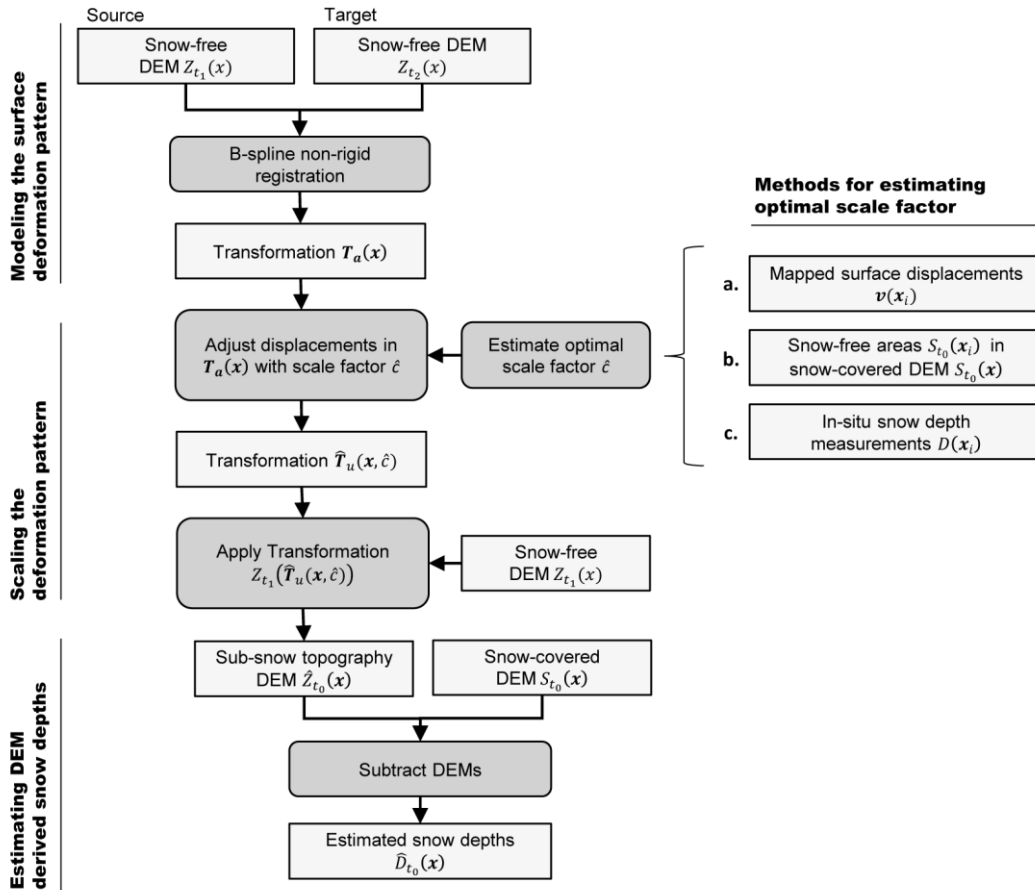 Source
Target
Snow-free
DEM Z_{t_1}(x)
Snow-free DEM
Z_{t_2}(x)
Modeling the surface
deformation pattern
B-spline non-rigid
registration
Transformation T_a(x)
Methods for estimating
optimal scale factor
a.
Mapped surface displacements
v(x_i)
b.
Snow-free areas S_{t_0}(x_i) in
snow-covered DEM S_{t_0}(x)
c.
In-situ snow depth
measurements D(x_i)
Scaling the
deformation pattern
Adjust displacements in
T_a(x) with scale factor ĉ
Estimate optimal
scale factor ĉ
Transformation T̂_u(x, ĉ)
Apply Transformation
Z_{t_1}(T̂_u(x, ĉ))
Snow-free
DEM Z_{t_1}(x)
Estimating DEM
derived snow depths
Sub-snow topography
DEM Ẑ_{t_0}(x)
Snow-covered
DEM S_{t_0}(x)
Subtract DEMs
Estimated snow depths
D̂_{t_0}(x)